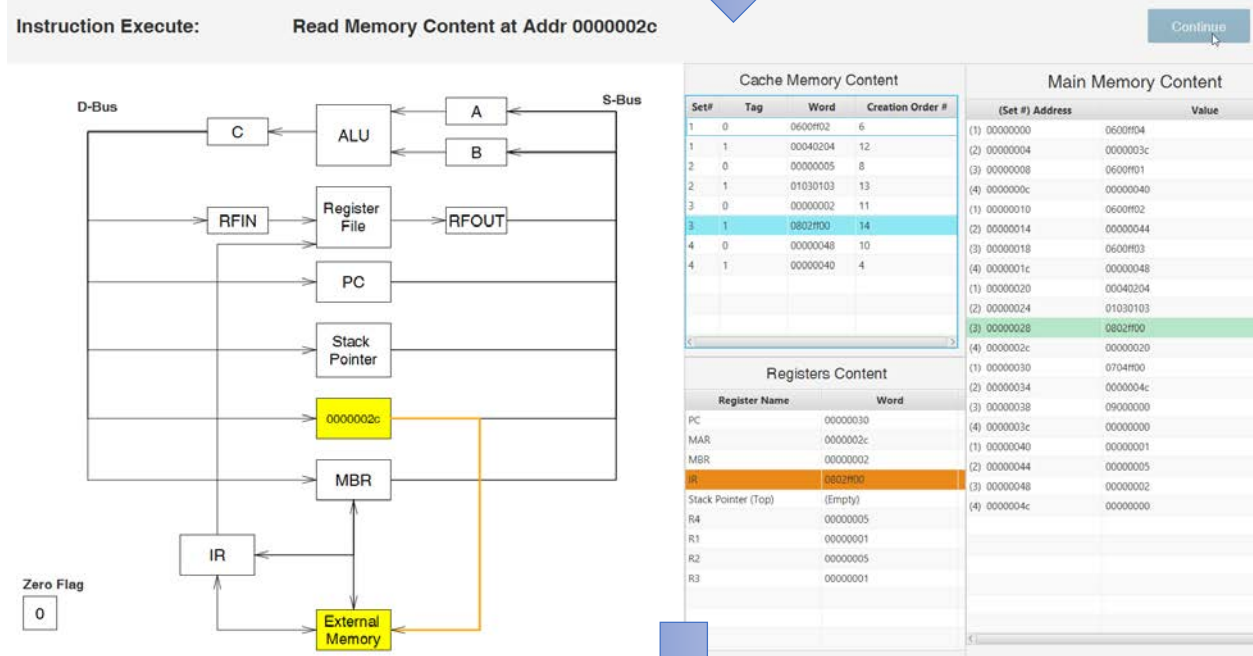 Instruction Execute: Read Memory Content at Addr 0000002c
Continue
D-Bus
S-Bus
A
B
C
ALU
RFIN
Register
File
RFOUT
PC
Stack
Pointer
0000002c
MBR
IR
External
Memory
Zero Flag
0
Cache Memory Content
Set# Tag Word Creation Order #
1 0 0600ff02 6
1 1 00040204 12
2 0 00000005 8
2 1 01030103 13
3 0 00000002 11
3 1 0802ff00 14
4 0 00000048 10
4 1 00000040 4
Registers Content
Register Name Word
PC 00000030
MAR 0000002c
MBR 00000002
IR 0802ff00
Stack Pointer (Top) (Empty)
R4 00000005
R1 00000001
R2 00000005
R3 00000001
Main Memory Content
(Set #) Address Value
(1) 00000000 0600ff04
(2) 00000004 0000003c
(3) 00000008 0600ff01
(4) 0000000c 00000040
(1) 00000010 0600ff02
(2) 00000014 00000044
(3) 00000018 0600ff03
(4) 0000001c 00000048
(1) 00000020 00040204
(2) 00000024 01030103
(3) 00000028 0802ff00
(4) 0000002c 00000020
(1) 00000030 0704ff00
(2) 00000034 0000004c
(3) 00000038 09000000
(4) 0000003c 00000000
(1) 00000040 00000001
(2) 00000044 00000005
(3) 00000048 00000002
(4) 0000004c 00000000